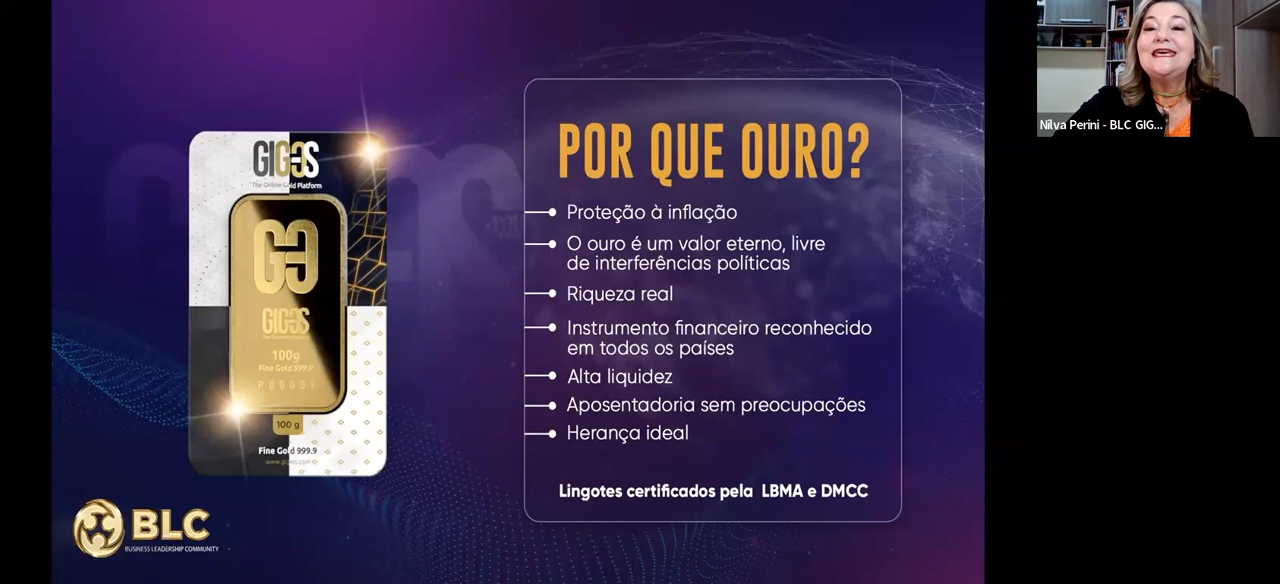 GIGƎS
The Online Gold Platform
GIGƎS
100g
Fine Gold 999.9
100 g
Fine Gold 999.9
BLC
BUSINESS LEADERSHIP COMMUNITY
POR QUE OURO?
Proteção à inflação
O ouro é um valor eterno, livre
de interferências políticas
Riqueza real
Instrumento financeiro reconhecido
em todos os países
Alta liquidez
Aposentadoria sem preocupações
Herança ideal
Lingotes certificados pela LBMA e DMCC
Nilva Perini - BLC GIG...